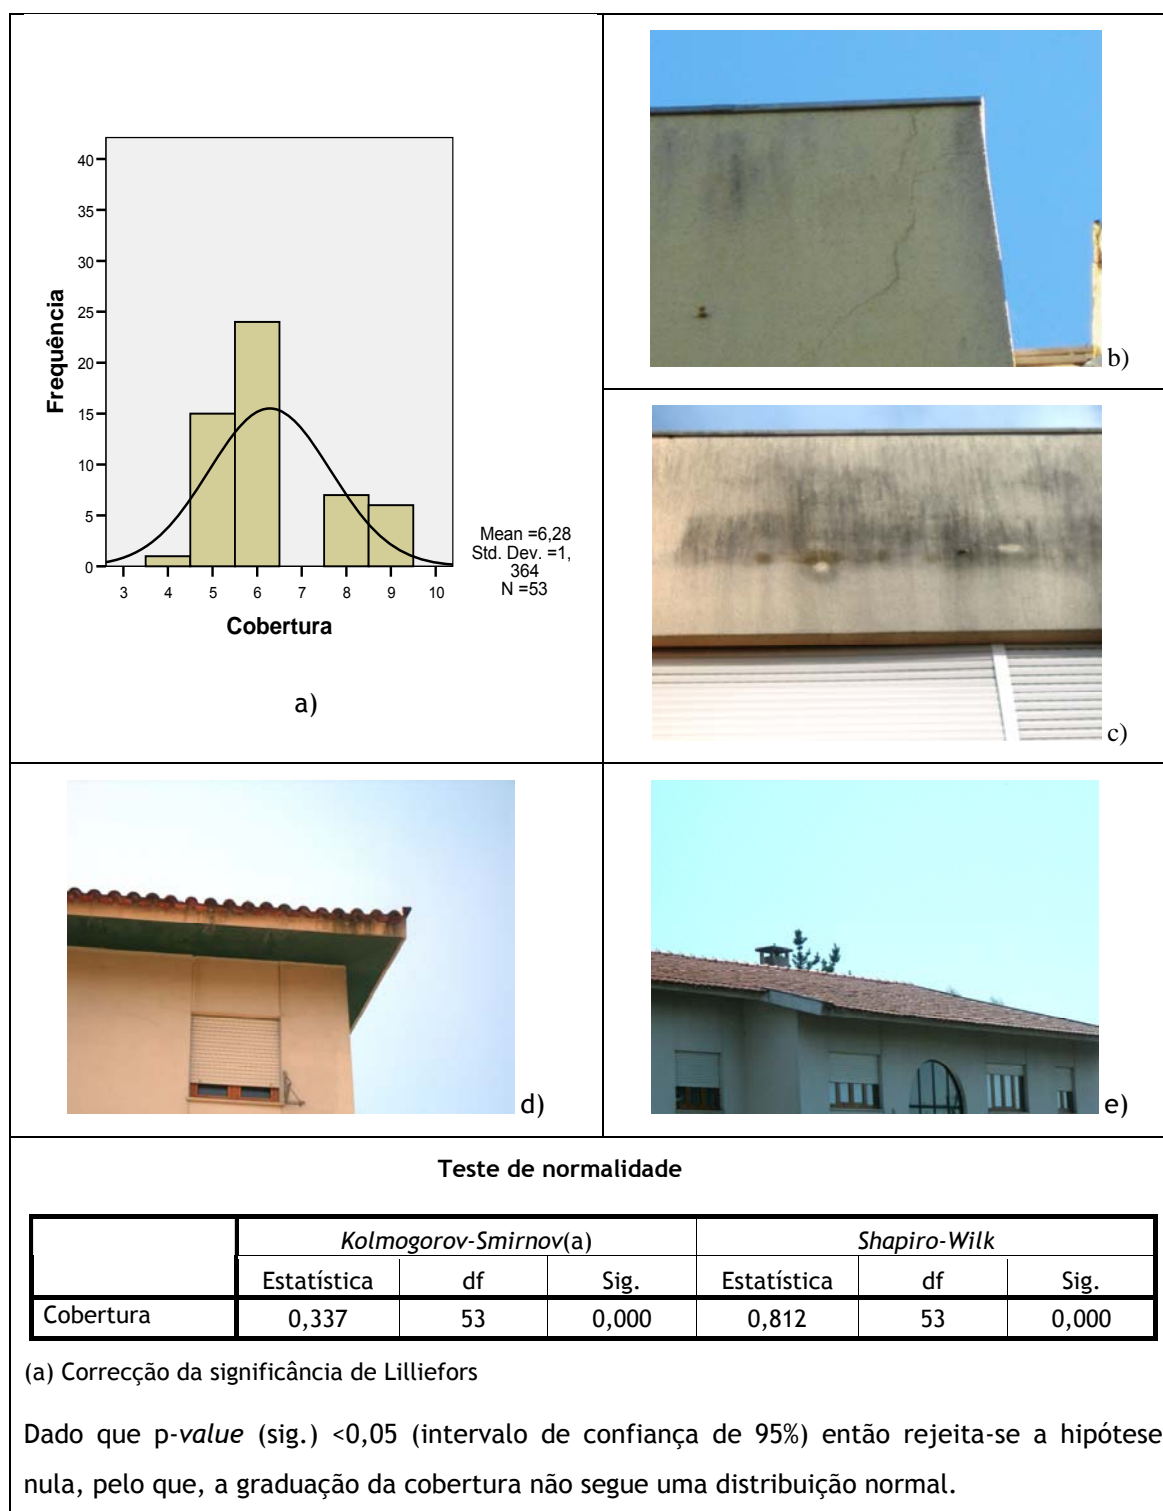 40
35
30
25
20
15
10
5
0
Frequência
3 4 5 6 7 8 9 10
Cobertura
Mean =6,28
Std. Dev. =1,
364
N =53
a)
b)
c)
d)
e)
Teste de normalidade
Kolmogorov-Smirnov(a) Shapiro-Wilk
Estatística df Sig. Estatística df Sig.
Cobertura 0,337 53 0,000 0,812 53 0,000
(a) Correcção da significância de Lilliefors
Dado que p-value (sig.) <0,05 (intervalo de confiança de 95%) então rejeita-se a hipótese
nula, pelo que, a graduação da cobertura não segue uma distribuição normal.